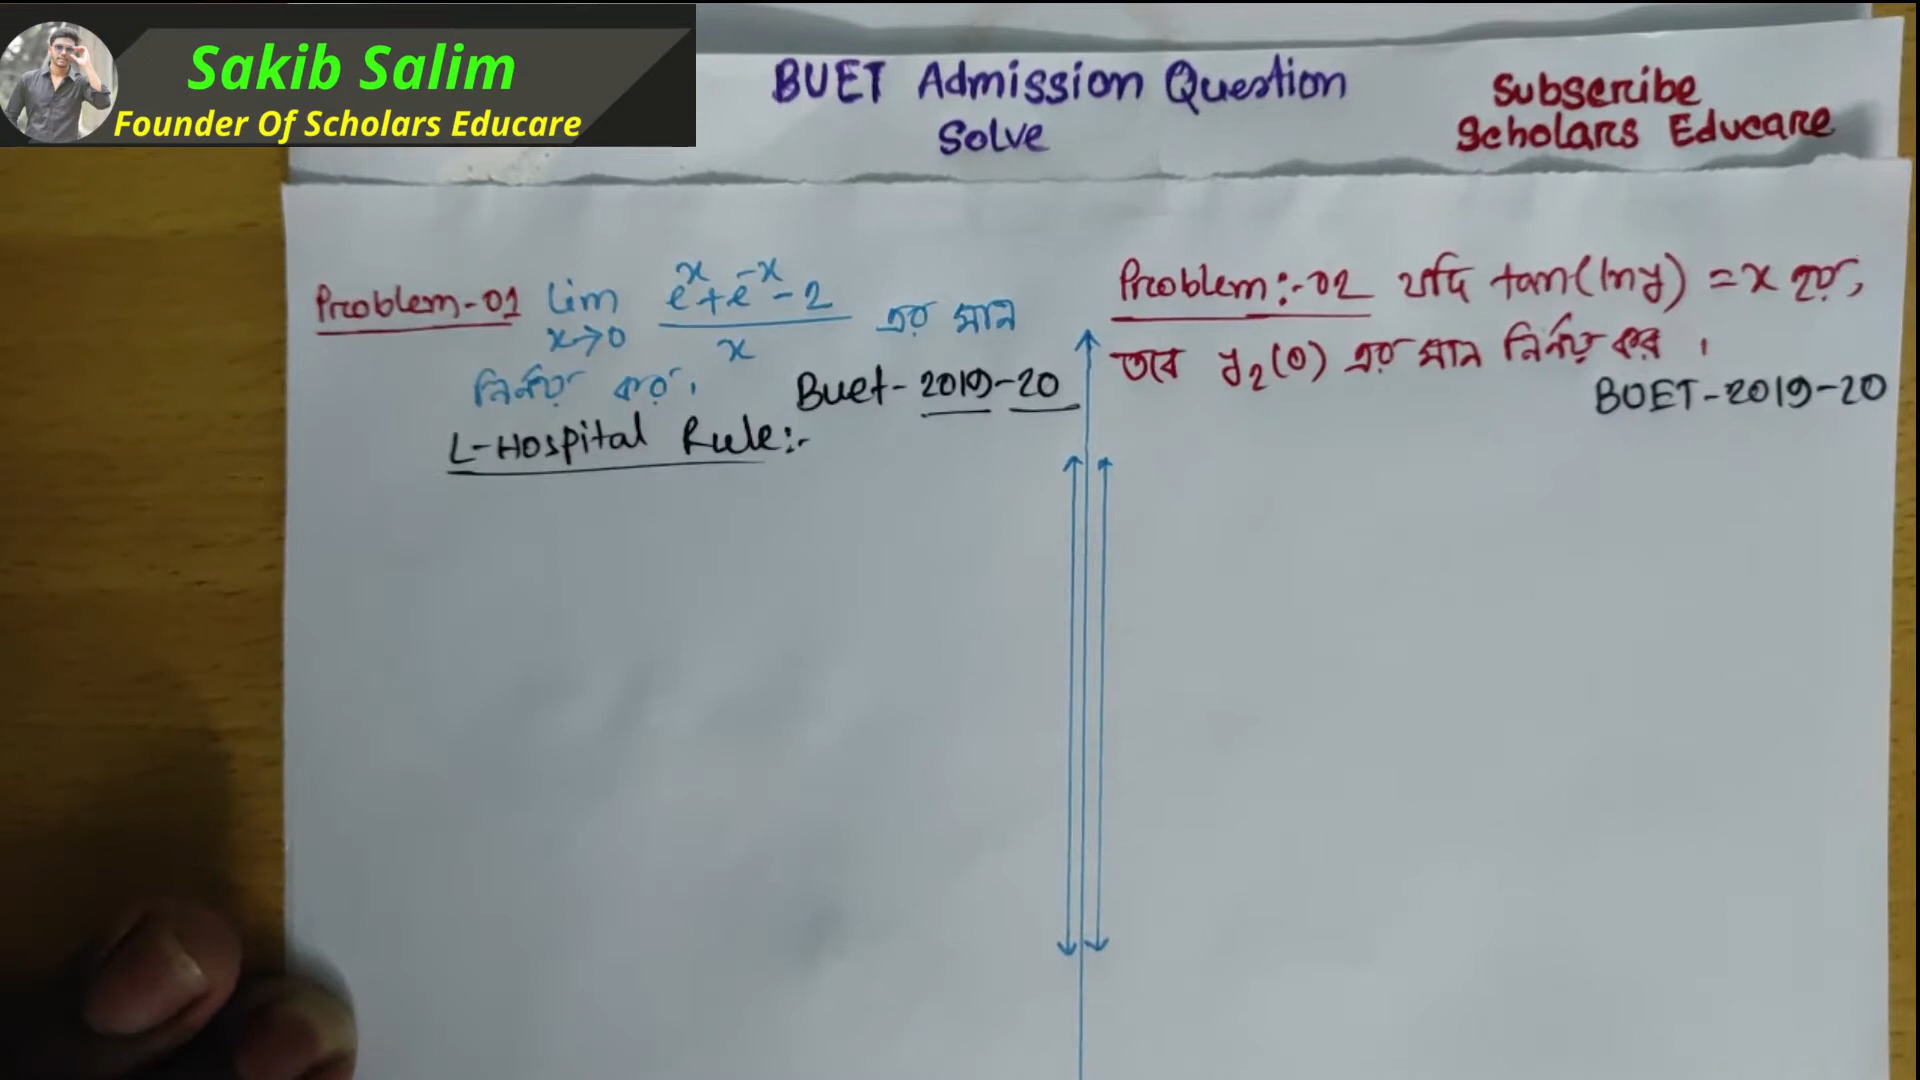 Sakib Salim
Founder Of Scholars Educare
BUET Admission Question
Solve
Subscribe
Scholars Educare
Problem-01 lim x→0 (e^x + e^-x - 2)/x এর মান
নির্ণয় কর।
Buet-2019-20
L-Hospital Rule:-
Problem:-02 যদি tan(lny) = x হয়,
তবে y₂(0) এর মান নির্ণয় কর।
BUET-2019-20